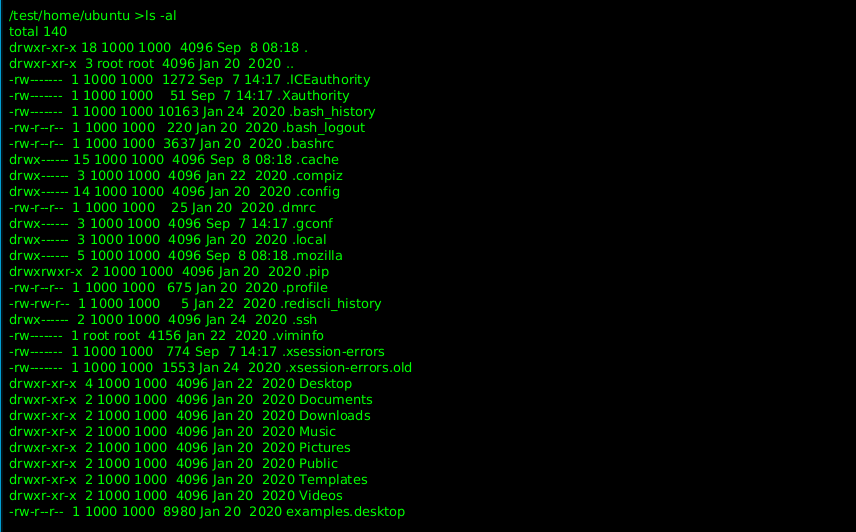 /test/home/ubuntu >ls -al
total 140
drwxr-xr-x 18 1000 1000  4096 Sep  8 08:18 .
drwxr-xr-x  3 root root  4096 Jan 20  2020 ..
-rw-------  1 1000 1000  1272 Sep  7 14:17 .ICEauthority
-rw-------  1 1000 1000    51 Sep  7 14:17 .Xauthority
-rw-------  1 1000 1000 10163 Jan 24  2020 .bash_history
-rw-r--r--  1 1000 1000   220 Jan 20  2020 .bash_logout
-rw-r--r--  1 1000 1000  3637 Jan 20  2020 .bashrc
drwx------ 15 1000 1000  4096 Sep  8 08:18 .cache
drwx------  3 1000 1000  4096 Jan 22  2020 .compiz
drwx------ 14 1000 1000  4096 Jan 20  2020 .config
-rw-r--r--  1 1000 1000    25 Jan 20  2020 .dmrc
drwx------  3 1000 1000  4096 Sep  7 14:17 .gconf
drwx------  3 1000 1000  4096 Jan 20  2020 .local
drwx------  5 1000 1000  4096 Sep  8 08:18 .mozilla
drwxrwxr-x  2 1000 1000  4096 Jan 20  2020 .pip
-rw-r--r--  1 1000 1000   675 Jan 20  2020 .profile
-rw-rw-r--  1 1000 1000     5 Jan 22  2020 .rediscli_history
drwx------  2 1000 1000  4096 Jan 24  2020 .ssh
-rw-------  1 root root  4156 Jan 22  2020 .viminfo
-rw-------  1 1000 1000   774 Sep  7 14:17 .xsession-errors
-rw-------  1 1000 1000  1553 Jan 24  2020 .xsession-errors.old
drwxr-xr-x  4 1000 1000  4096 Jan 22  2020 Desktop
drwxr-xr-x  2 1000 1000  4096 Jan 20  2020 Documents
drwxr-xr-x  2 1000 1000  4096 Jan 20  2020 Downloads
drwxr-xr-x  2 1000 1000  4096 Jan 20  2020 Music
drwxr-xr-x  2 1000 1000  4096 Jan 20  2020 Pictures
drwxr-xr-x  2 1000 1000  4096 Jan 20  2020 Public
drwxr-xr-x  2 1000 1000  4096 Jan 20  2020 Templates
drwxr-xr-x  2 1000 1000  4096 Jan 20  2020 Videos
-rw-r--r--  1 1000 1000  8980 Jan 20  2020 examples.desktop